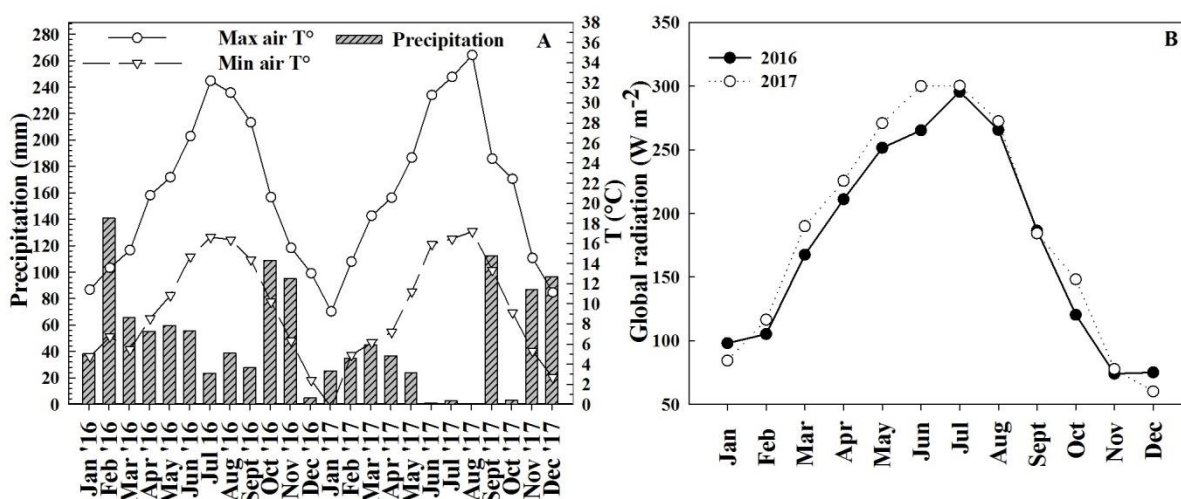 Max air T°
Min air T°
Precipitation
A
Precipitation (mm)
280
260
240
220
200
180
160
140
120
100
80
60
40
20
0
38
36
34
32
30
28
26
24
22
20
18
16
14
12
10
8
6
4
2
0
T (°C)
Jan '16
Feb '16
Mar '16
Apr '16
May '16
Jun '16
Jul '16
Aug '16
Sept '16
Oct '16
Nov '16
Dec '16
Jan '17
Feb '17
Mar '17
Apr '17
May '17
Jun '17
Jul '17
Aug '17
Sept '17
Oct '17
Nov '17
Dec '17
B
2016
2017
Global radiation (W m-2)
350
300
250
200
150
100
50
Jan
Feb
Mar
Apr
May
Jun
Jul
Aug
Sept
Oct
Nov
Dec